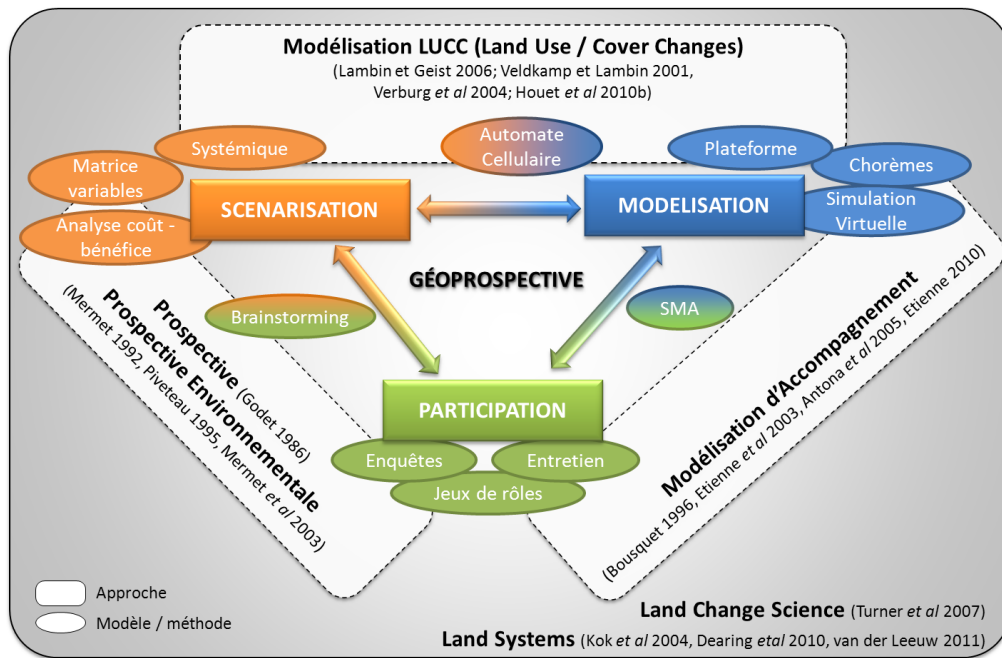 Modélisation LUCC (Land Use / Cover Changes)
(Lambin et Geist 2006; Veldkamp et Lambin 2001,
Verburg et al 2004; Houet et al 2010b)
Systémique
Automate
Cellulaire
Plateforme
Matrice
variables
Chorèmes
SCENARISATION
MODELISATION
Simulation
Virtuelle
Analyse coût -
bénéfice
GÉOPROSPECTIVE
Brainstorming
SMA
Prospective (Godet 1986)
Prospective Environnementale
(Mermet 1992, Piveteau 1995, Mermet et al 2003)
Modélisation d'Accompagnement
(Bousquet 1996, Etienne et al 2003, Antona et al 2005, Etienne 2010)
PARTICIPATION
Enquêtes
Entretien
Jeux de rôles
Approche
Modèle / méthode
Land Change Science (Turner et al 2007)
Land Systems (Kok et al 2004, Dearing etal 2010, van der Leeuw 2011)